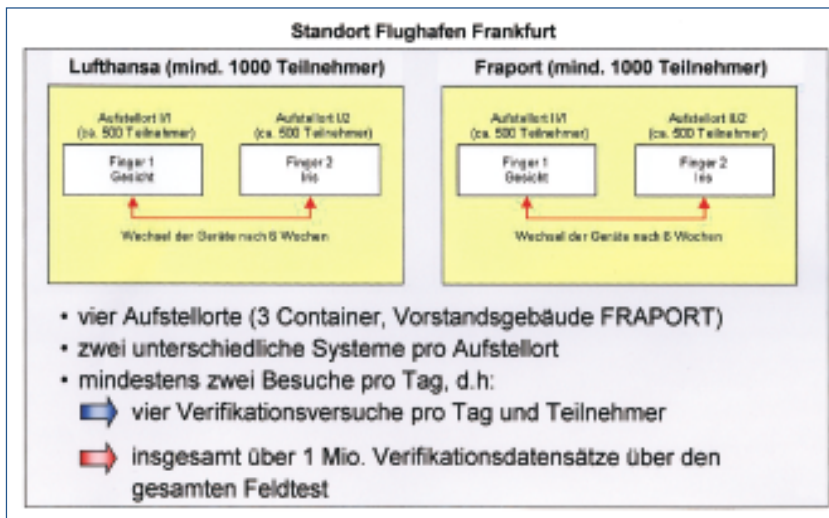 Standort Flughafen Frankfurt
Lufthansa (mind. 1000 Teilnehmer)
Aufstellort I/1
(ca. 500 Teilnehmer)
Finger 1
Gesicht
Aufstellort I/2
(ca. 500 Teilnehmer)
Finger 2
Iris
Wechsel der Geräte nach 6 Wochen
Fraport (mind. 1000 Teilnehmer)
Aufstellort II/1
(ca. 500 Teilnehmer)
Finger 1
Gesicht
Aufstellort II/2
(ca. 500 Teilnehmer)
Finger 2
Iris
Wechsel der Geräte nach 6 Wochen
• vier Aufstellorte (3 Container, Vorstandsgebäude FRAPORT)
• zwei unterschiedliche Systeme pro Aufstellort
• mindestens zwei Besuche pro Tag, d.h:
vier Verifikationsversuche pro Tag und Teilnehmer
insgesamt über 1 Mio. Verifikationsdatensätze über den
gesamten Feldtest